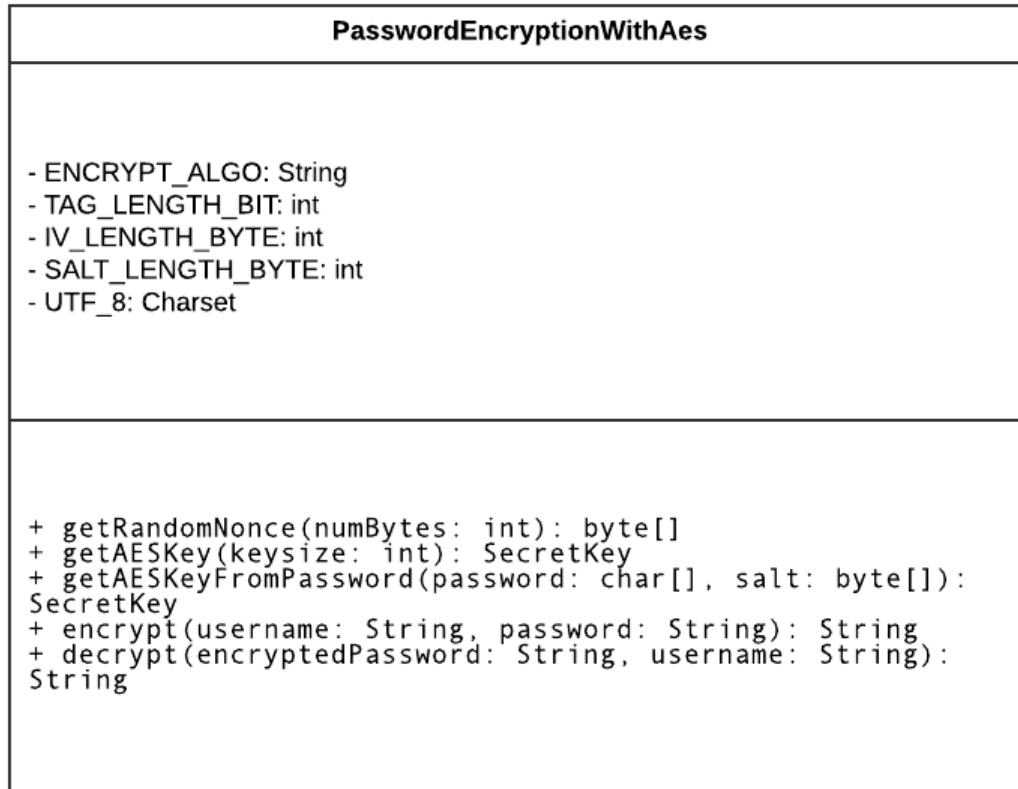 PasswordEncryptionWithAes
- ENCRYPT_ALGO: String
- TAG_LENGTH_BIT: int
- IV_LENGTH_BYTE: int
- SALT_LENGTH_BYTE: int
- UTF_8: Charset
+ getRandomNonce(numBytes: int): byte[]
+ getAESKey(keysize: int): SecretKey
+ getAESKeyFromPassword(password: char[], salt: byte[]):
SecretKey
+ encrypt(username: String, password: String): String
+ decrypt(encryptedPassword: String, username: String):
String